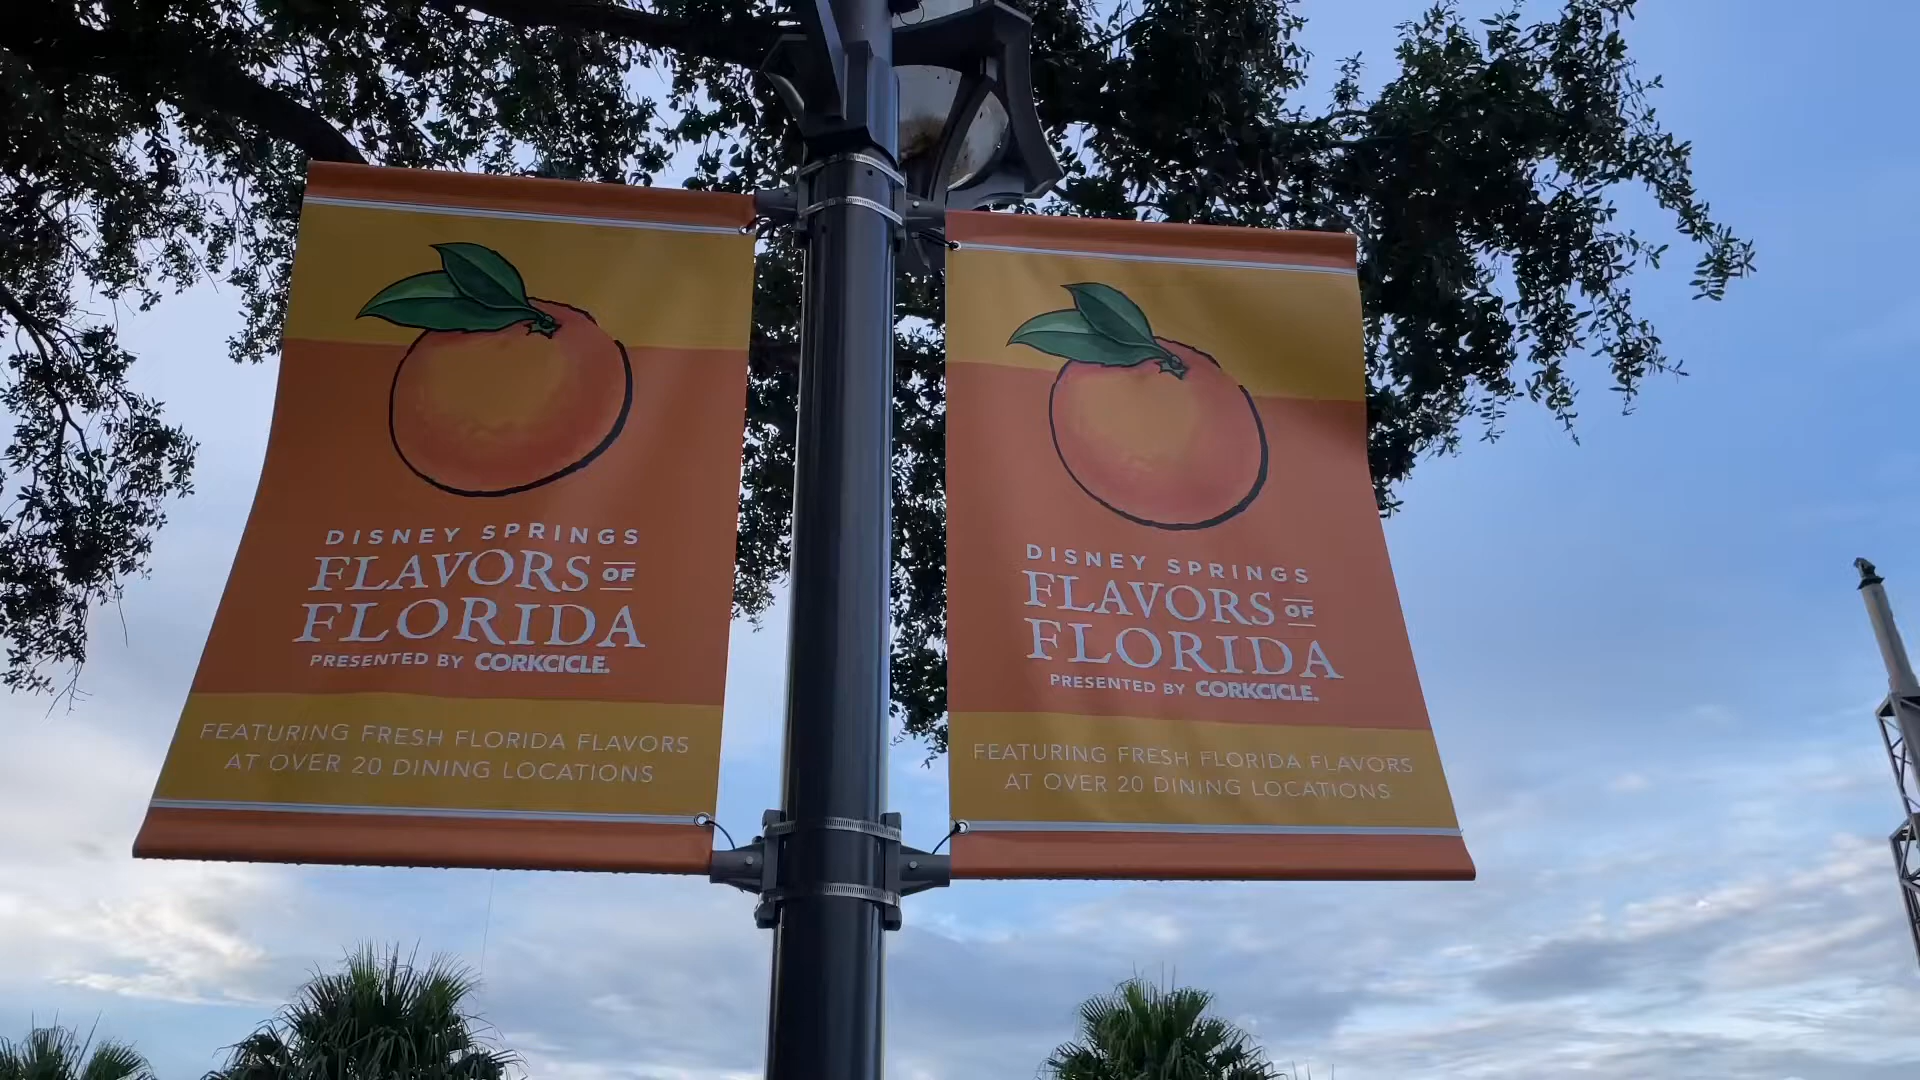 DISNEY SPRINGS
FLAVORS OF
FLORIDA
PRESENTED BY CORKCICLE.
FEATURING FRESH FLORIDA FLAVORS
AT OVER 20 DINING LOCATIONS
DISNEY SPRINGS
FLAVORS OF
FLORIDA
PRESENTED BY CORKCICLE.
FEATURING FRESH FLORIDA FLAVORS
AT OVER 20 DINING LOCATIONS